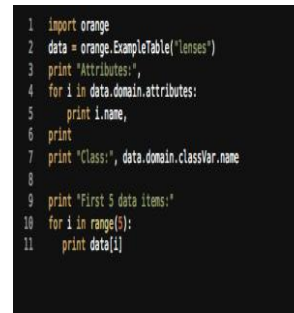 1 import orange
2 data = orange.ExampleTable("lenses")
3 print "Attributes:",
4 for i in data.domain.attributes:
5 print i.name,
6 print
7 print "Class:", data.domain.classVar.name
8
9 print "First 5 data items:"
10 for i in range(5):
11 print data[i]